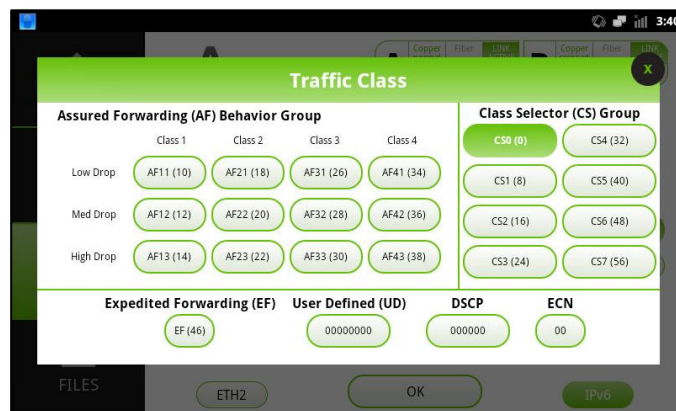 3:40
Copper Fiber LINK Copper Fiber LINK
Traffic Class
X
Assured Forwarding (AF) Behavior Group
Class Selector (CS) Group
Class 1 Class 2 Class 3 Class 4
CS0 (0) CS4 (32)
Low Drop AF11 (10) AF21 (18) AF31 (26) AF41 (34)
CS1 (8) CS5 (40)
Med Drop AF12 (12) AF22 (20) AF32 (28) AF42 (36)
CS2 (16) CS6 (48)
High Drop AF13 (14) AF23 (22) AF33 (30) AF43 (38)
CS3 (24) CS7 (56)
Expedited Forwarding (EF) User Defined (UD) DSCP ECN
EF (46) 00000000 000000 00
FILES
ETH2 OK IPv6